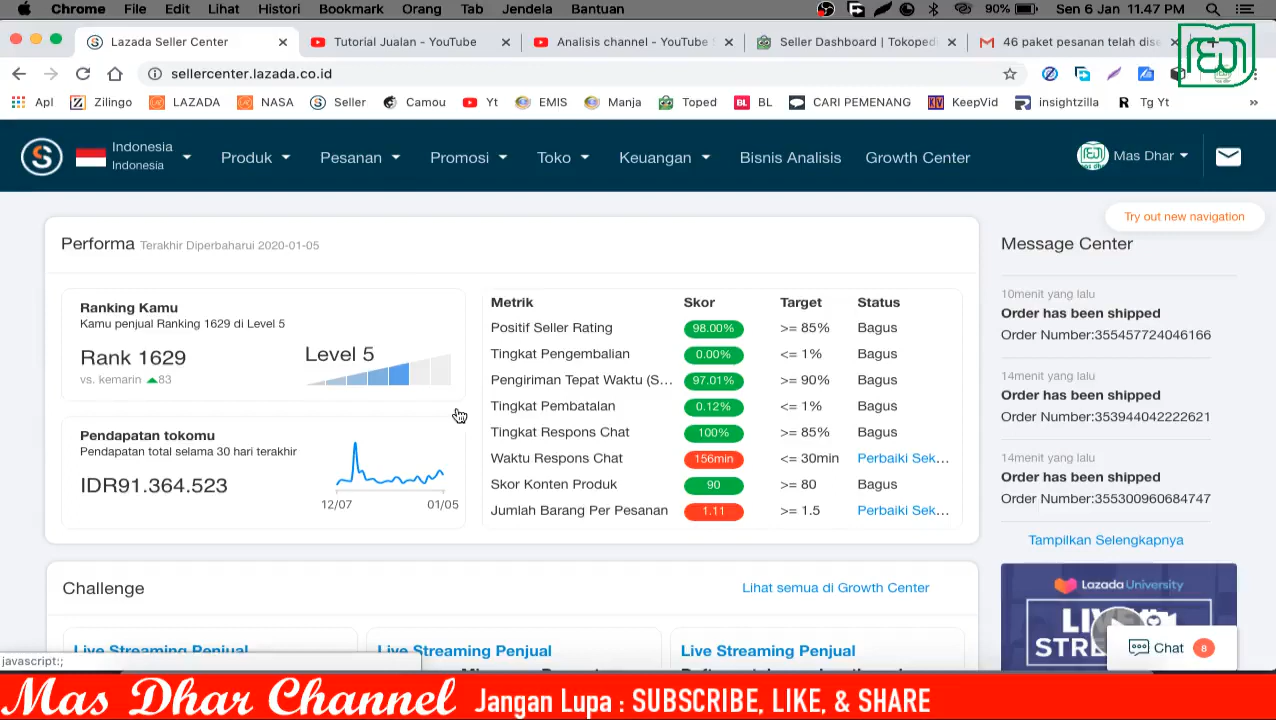 Chrome File Edit Lihat Histori Bookmark Orang Tab Jendela Bantuan 90% Sen 6 Jan 11.47 PM
Lazada Seller Center Tutorial Jualan - YouTube Analisis channel - YouTube Seller Dashboard | Tokoped 46 paket pesanan telah dise
sellercenter.lazada.co.id
Apl Zilingo LAZADA NASA Seller Camou Yt EMIS Manja Toped BL BL CARI PEMENANG KeepVid insightzilla R Tg Yt »
Indonesia
Indonesia
Produk Pesanan Promosi Toko Keuangan Bisnis Analisis Growth Center Mas Dhar
Try out new navigation
Performa Terakhir Diperbaharui 2020-01-05
Message Center
Ranking Kamu
Kamu penjual Ranking 1629 di Level 5
Rank 1629
vs. kemarin 83
Level 5
Pendapatan tokomu
Pendapatan total selama 30 hari terakhir
IDR91.364.523
12/07 01/05
Metrik Skor Target Status
Positif Seller Rating 98.00% >= 85% Bagus
Tingkat Pengembalian 0.00% <= 1% Bagus
Pengiriman Tepat Waktu (S... 97.01% >= 90% Bagus
Tingkat Pembatalan 0.12% <= 1% Bagus
Tingkat Respons Chat 100% >= 85% Bagus
Waktu Respons Chat 156min <= 30min Perbaiki Sek...
Skor Konten Produk 90 >= 80 Bagus
Jumlah Barang Per Pesanan 1.11 >= 1.5 Perbaiki Sek...
10menit yang lalu
Order has been shipped
Order Number:355457724046166
14menit yang lalu
Order has been shipped
Order Number:353944042222621
14menit yang lalu
Order has been shipped
Order Number:355300960684747
Tampilkan Selengkapnya
Challenge Lihat semua di Growth Center
Live Streaming Penjual Live Streaming Penjual Live Streaming Penjual
Lazada University
LIV
STRE
Chat 8
javascript:;
Mas Dhar Channel Jangan Lupa : SUBSCRIBE, LIKE, & SHARE